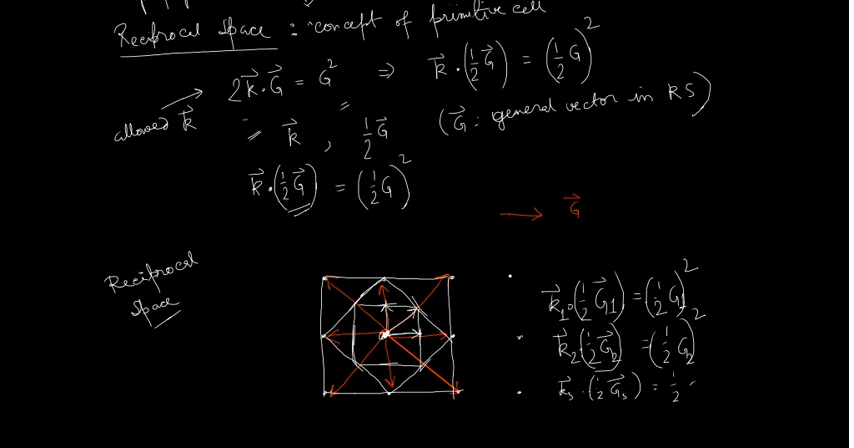 Reciprocal Space : concept of primitive cell
2k⃗·G⃗ = G² ⇒ k⃗·(½G⃗) = (½G)²
allowed k⃗
k⃗ , ½G⃗ (G⃗ : general vector in RS)
k⃗·(½G⃗) = (½G)²
G⃗
Reciprocal
Space
k⃗₁·(½G⃗₁) = (½G₁)²
k⃗₂·(½G⃗₂) = (½G₂)²
k⃗₃·(½G⃗₃) = ½